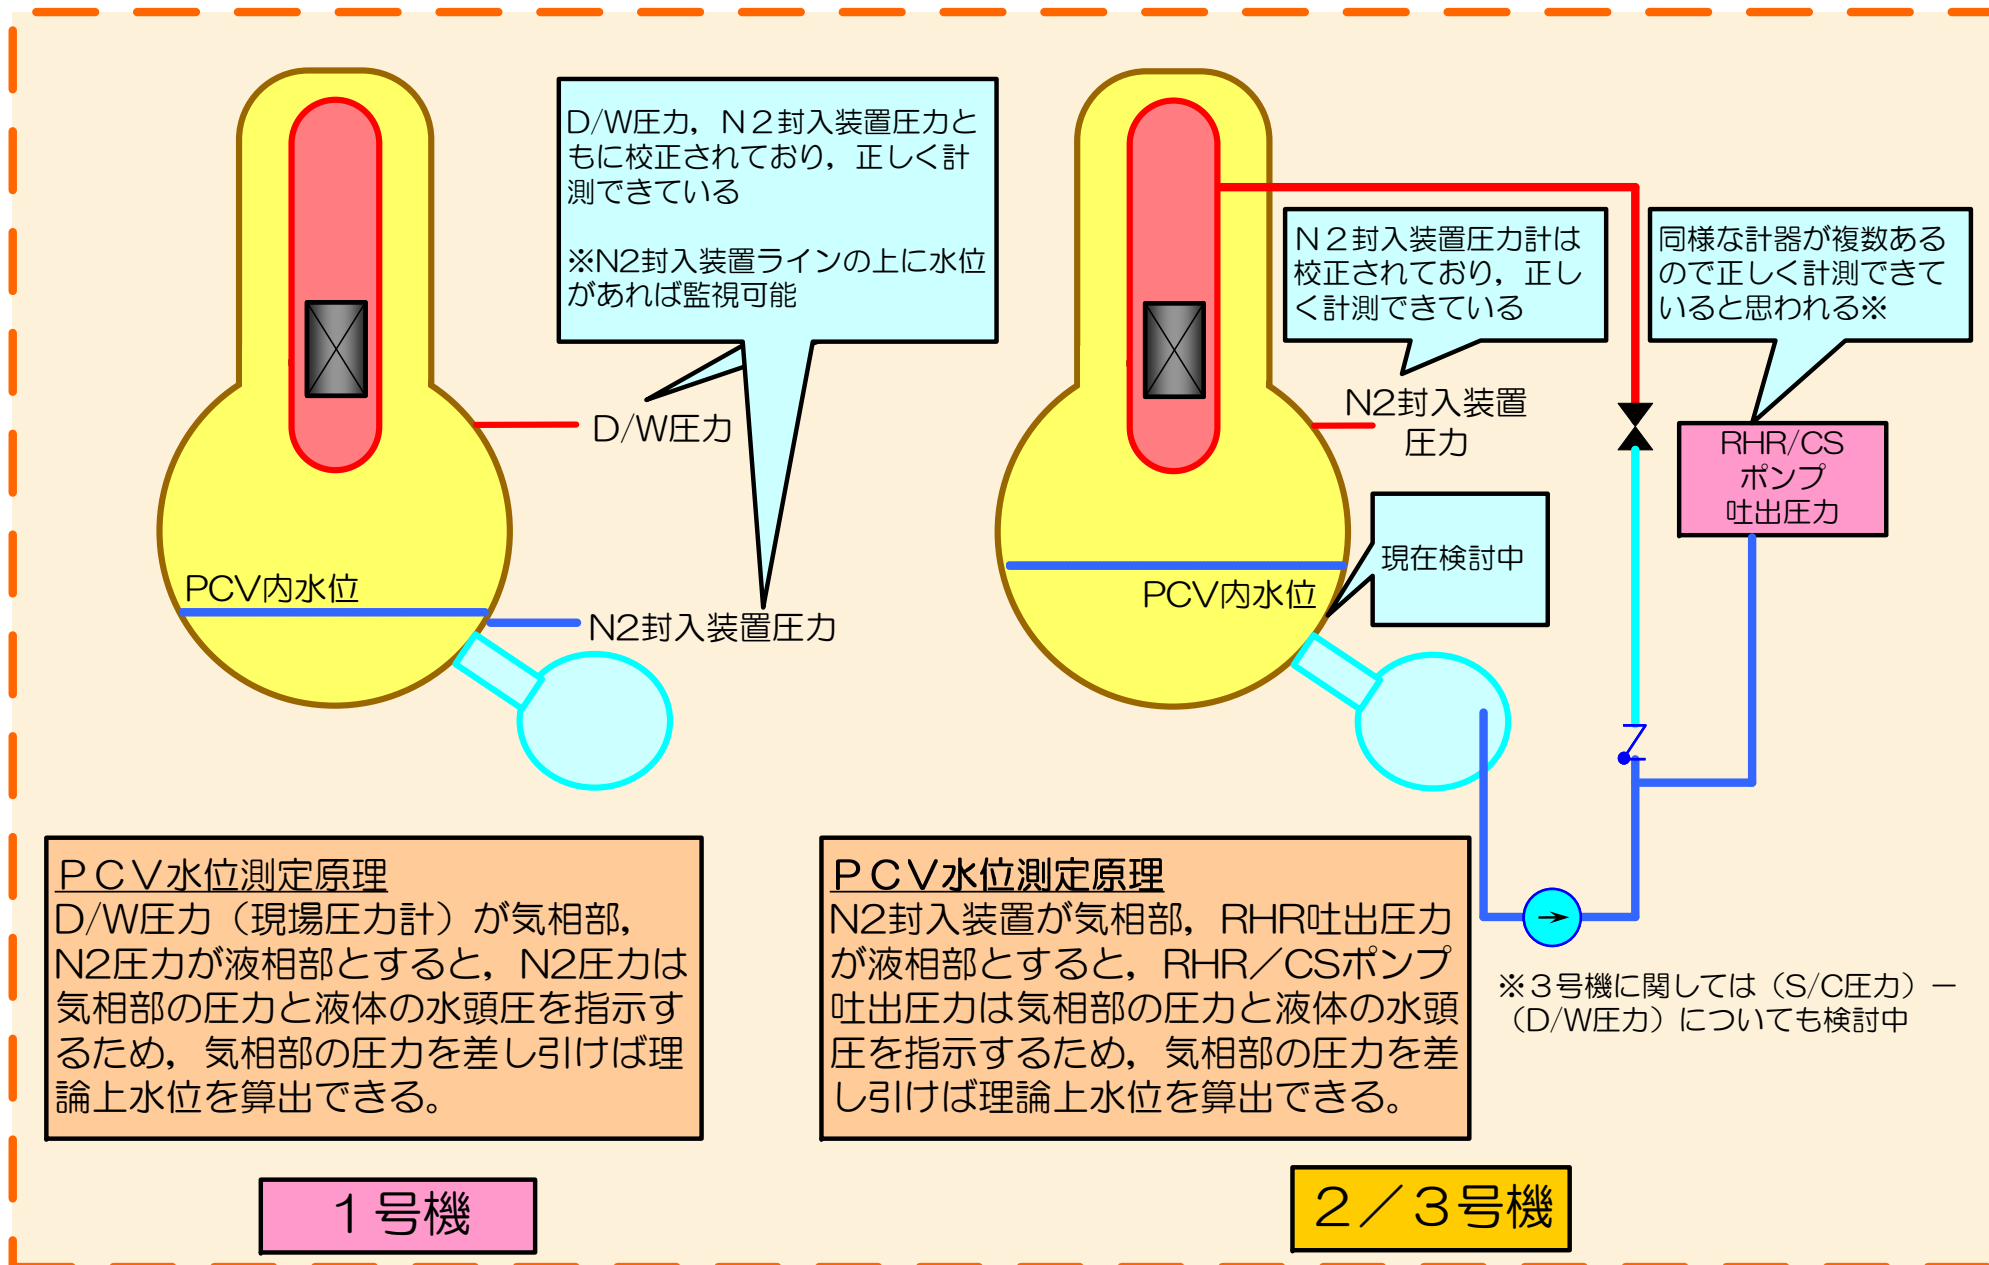 D/W圧力，Ｎ２封入装置圧力と
もに校正されており，正しく計
測できている
※N2封入装置ラインの上に水位
があれば監視可能
D/W圧力
PCV内水位
N2封入装置圧力
ＰＣＶ水位測定原理
D/W圧力（現場圧力計）が気相部，
N2圧力が液相部とすると，N2圧力は
気相部の圧力と液体の水頭圧を指示す
るため，気相部の圧力を差し引けば理
論上水位を算出できる。
１号機
Ｎ２封入装置圧力計は
校正されており，正し
く計測できている
同様な計器が複数ある
ので正しく計測できて
いると思われる※
N2封入装置
圧力
RHR/CS
ポンプ
吐出圧力
現在検討中
PCV内水位
ＰＣＶ水位測定原理
N2封入装置が気相部，RHR吐出圧力
が液相部とすると，RHR／CSポンプ
吐出圧力は気相部の圧力と液体の水頭
圧を指示するため，気相部の圧力を差
し引けば理論上水位を算出できる。
※３号機に関しては（S/C圧力）－
（D/W圧力）についても検討中
２／３号機